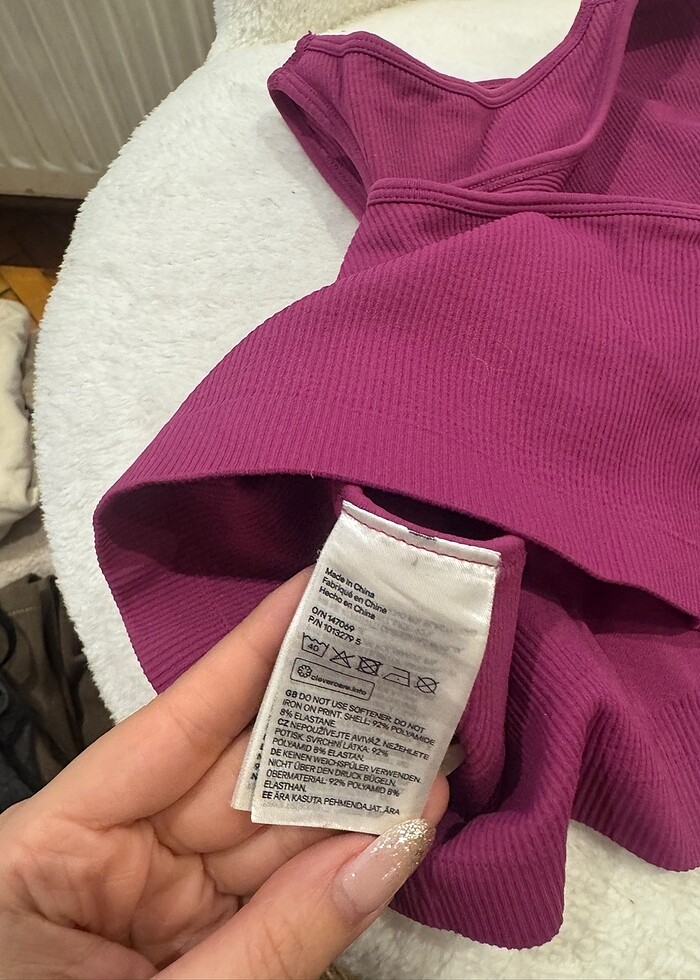 Made in China
Fabriqué en Chine
Hecho en China
O/N 147069
P/N 1013279 5
40
clevercare.info
GB DO NOT USE SOFTENER. DO NOT
IRON ON PRINT. SHELL: 92% POLYAMIDE
8% ELASTANE
CZ NEPOUŽÍVEJTE AVIVÁŽ. NEŽEHLETE
POTISK. SVRCHNÍ LÁTKA: 92%
POLYAMID 8% ELASTAN.
DE KEINEN WEICHSPÜLER VERWENDEN.
NICHT ÜBER DEN DRUCK BÜGELN.
OBERMATERIAL: 92% POLYAMID 8%
ELASTHAN.
EE ÄRA KASUTA PEHMENDAJAT. ÄRA